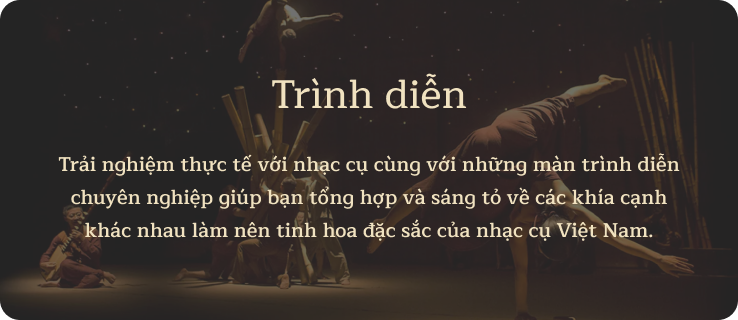 Trình diễn
Trải nghiệm thực tế với nhạc cụ cùng với những màn trình diễn
chuyên nghiệp giúp bạn tổng hợp và sáng tỏ về các khía cạnh
khác nhau làm nên tinh hoa đặc sắc của nhạc cụ Việt Nam.